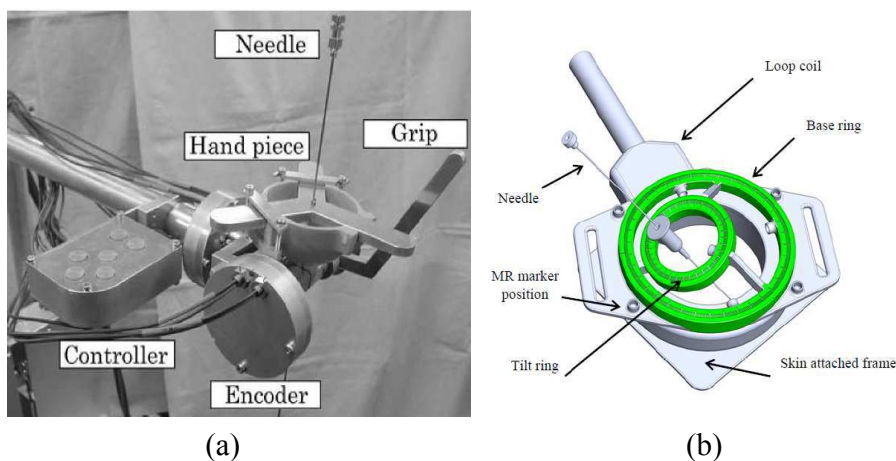 Needle
Hand piece
Grip
Controller
Encoder
(a)
Loop coil
Base ring
Needle
MR marker
position
Tilt ring
Skin attached frame
(b)